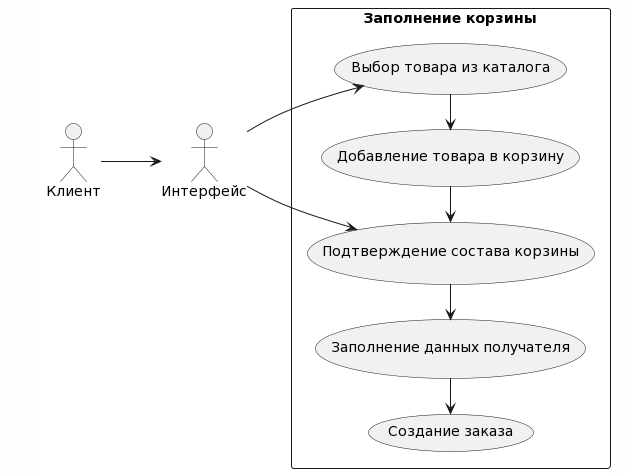 Заполнение корзины
Выбор товара из каталога
Добавление товара в корзину
Клиент
Интерфейс
Подтверждение состава корзины
Заполнение данных получателя
Создание заказа